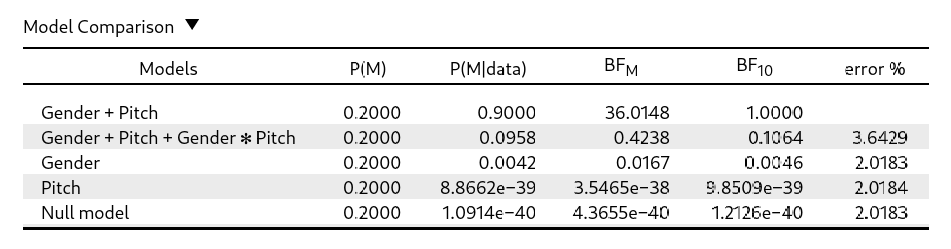 Model Comparison ▼
Models P(M) P(M|data) BFM BF10 error %
Gender + Pitch 0.2000 0.9000 36.0148 1.0000
Gender + Pitch + Gender ∗ Pitch 0.2000 0.0958 0.4238 0.1064 3.6429
Gender 0.2000 0.0042 0.0167 0.0046 2.0183
Pitch 0.2000 8.8662e−39 3.5465e−38 9.8509e−39 2.0184
Null model 0.2000 1.0914e−40 4.3655e−40 1.2126e−40 2.0183